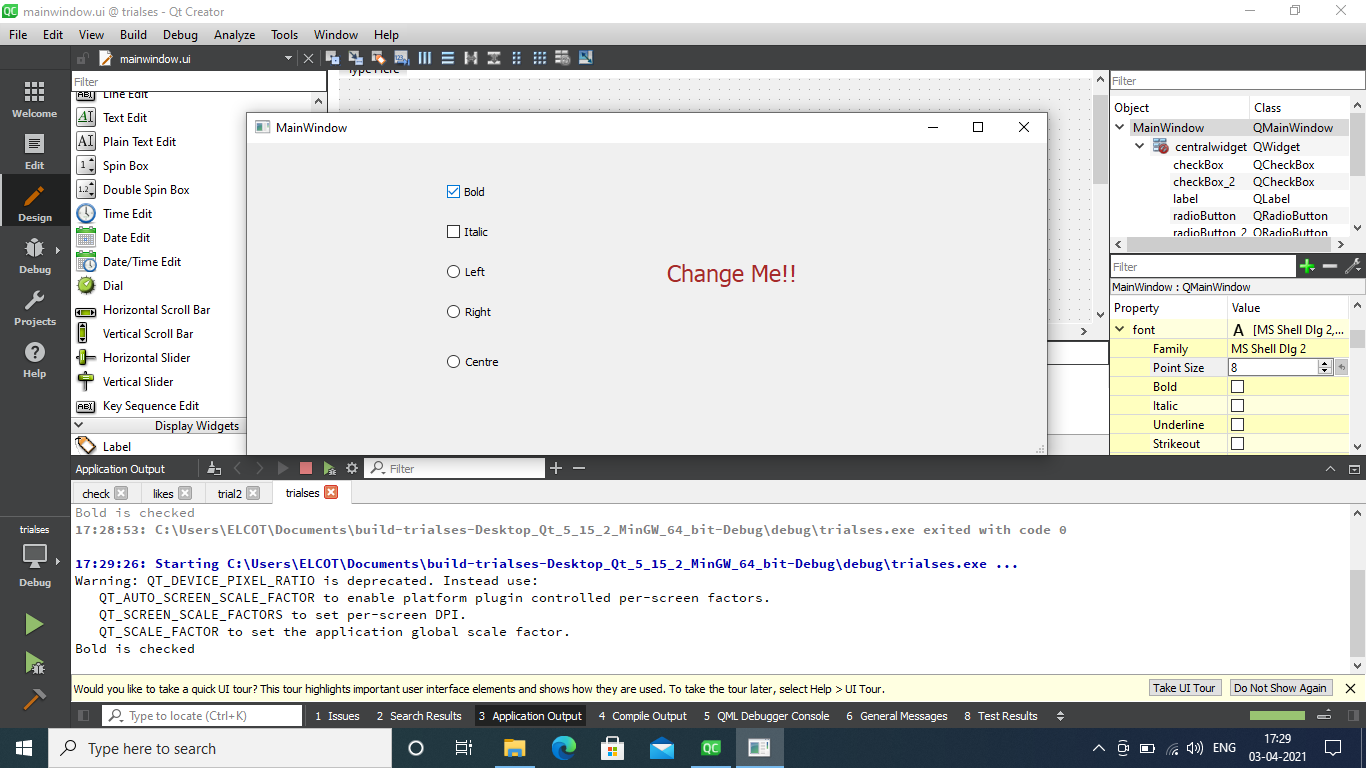 mainwindow.ui @ trialses - Qt Creator
File Edit View Build Debug Analyze Tools Window Help
mainwindow.ui
Welcome
Edit
Design
Debug
Projects
Help
trialses
Debug
Filter
Line Edit
Text Edit
Plain Text Edit
Spin Box
Double Spin Box
Time Edit
Date Edit
Date/Time Edit
Dial
Horizontal Scroll Bar
Vertical Scroll Bar
Horizontal Slider
Vertical Slider
Key Sequence Edit
Display Widgets
Label
Type Here
MainWindow
Bold
Italic
Left
Right
Centre
Change Me!!
Filter
Object Class
MainWindow QMainWindow
centralwidget QWidget
checkBox QCheckBox
checkBox_2 QCheckBox
label QLabel
radioButton QRadioButton
radioButton_2 QRadioButton
Filter
MainWindow : QMainWindow
Property Value
font A [MS Shell Dlg 2,...
Family MS Shell Dlg 2
Point Size 8
Bold
Italic
Underline
Strikeout
Application Output Filter
check likes trial2 trialses
Bold is checked
17:28:53: C:\Users\ELCOT\Documents\build-trialses-Desktop_Qt_5_15_2_MinGW_64_bit-Debug\debug\trialses.exe exited with code 0
17:29:26: Starting C:\Users\ELCOT\Documents\build-trialses-Desktop_Qt_5_15_2_MinGW_64_bit-Debug\debug\trialses.exe ...
Warning: QT_DEVICE_PIXEL_RATIO is deprecated. Instead use:
QT_AUTO_SCREEN_SCALE_FACTOR to enable platform plugin controlled per-screen factors.
QT_SCREEN_SCALE_FACTORS to set per-screen DPI.
QT_SCALE_FACTOR to set the application global scale factor.
Bold is checked
Would you like to take a quick UI tour? This tour highlights important user interface elements and shows how they are used. To take the tour later, select Help > UI Tour. Take UI Tour Do Not Show Again
Type to locate (Ctrl+K) 1 Issues 2 Search Results 3 Application Output 4 Compile Output 5 QML Debugger Console 6 General Messages 8 Test Results
Type here to search
ENG
17:29
03-04-2021